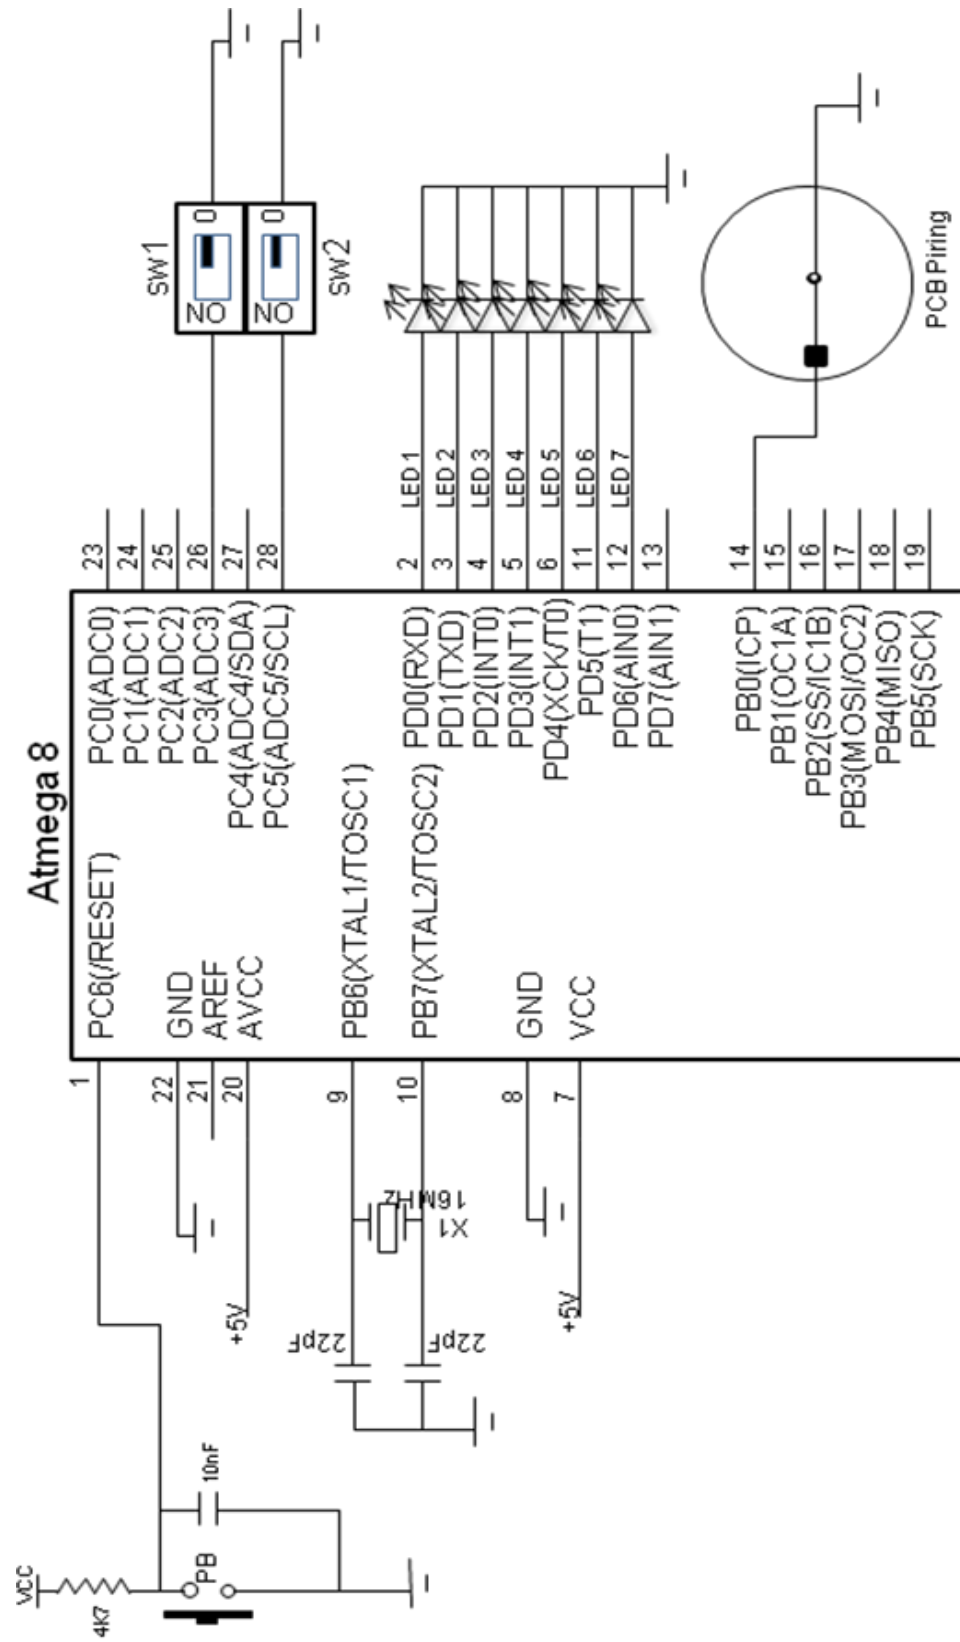 Atmega 8
VCC
4K7
PB
10nF
1
PC6(/RESET)
22
GND
21
AREF
20
AVCC
+5V
9
PB6(XTAL1/TOSC1)
10
PB7(XTAL2/TOSC2)
22pF
22pF
X1
16MHz
8
GND
7
VCC
+5V
PC0(ADC0)
23
PC1(ADC1)
24
PC2(ADC2)
25
PC3(ADC3)
26
PC4(ADC4/SDA)
27
PC5(ADC5/SCL)
28
SW1
NO
0
NO
0
SW2
PD0(RXD)
2
LED 1
PD1(TXD)
3
LED 2
PD2(INT0)
4
LED 3
PD3(INT1)
5
LED 4
PD4(XCK/T0)
6
LED 5
PD5(T1)
11
LED 6
PD6(AIN0)
12
LED 7
PD7(AIN1)
13
PB0(ICP)
14
PB1(OC1A)
15
PB2(SS/IC1B)
16
PB3(MOSI/OC2)
17
PB4(MISO)
18
PB5(SCK)
19
PCB Piring